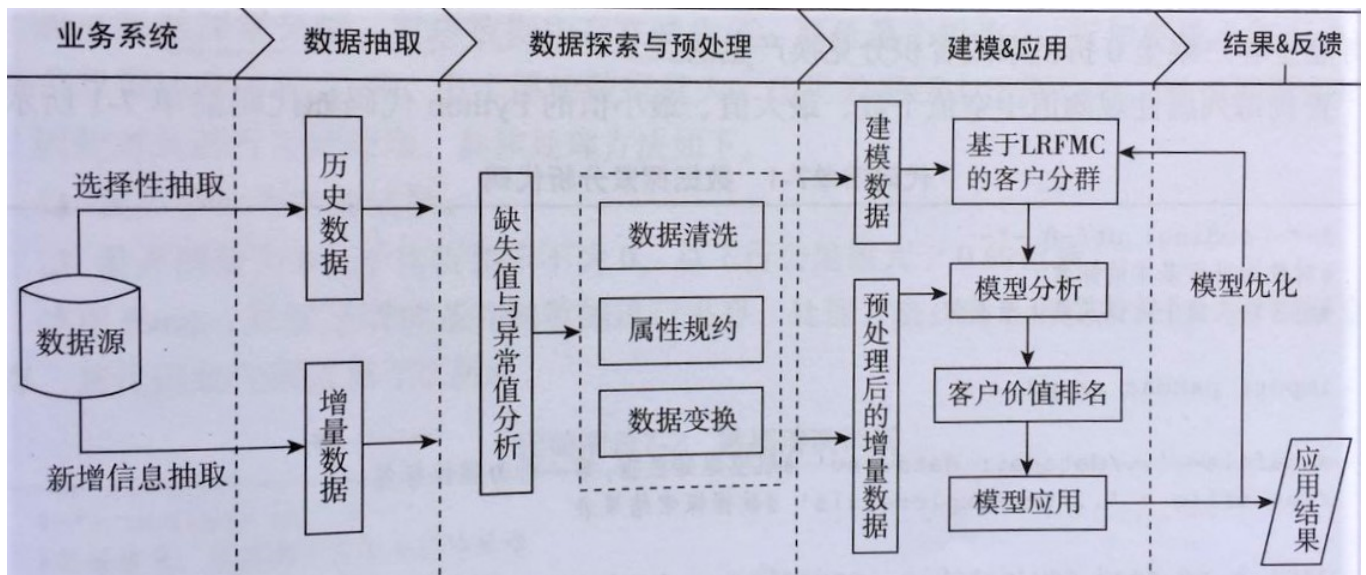 业务系统
数据抽取
数据探索与预处理
建模&应用
结果&反馈
选择性抽取
数据源
新增信息抽取
历史数据
增量数据
缺失值与异常值分析
数据清洗
属性规约
数据变换
建模数据
预处理后的增量数据
基于LRFMC
的客户分群
模型分析
客户价值排名
模型应用
模型优化
应用结果